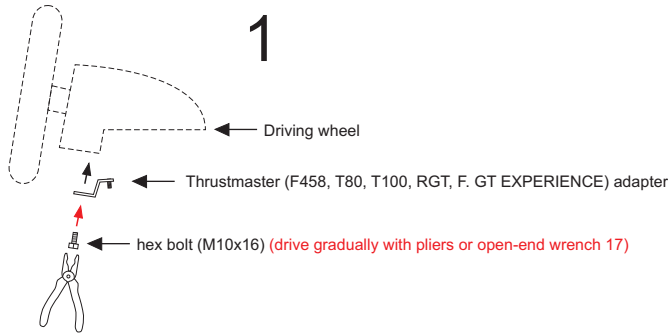 1
Driving wheel
Thrustmaster (F458, T80, T100, RGT, F. GT EXPERIENCE) adapter
hex bolt (M10x16) (drive gradually with pliers or open-end wrench 17)